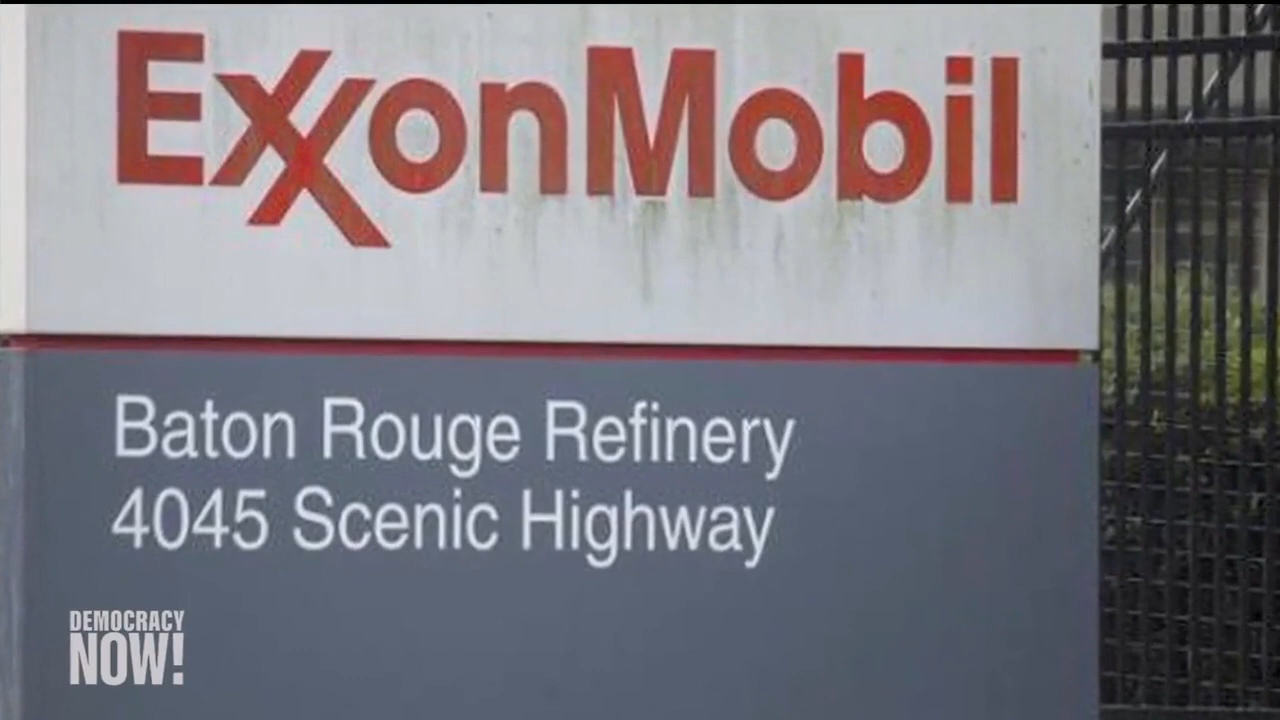 ExxonMobil
Baton Rouge Refinery
4045 Scenic Highway
DEMOCRACY
NOW!